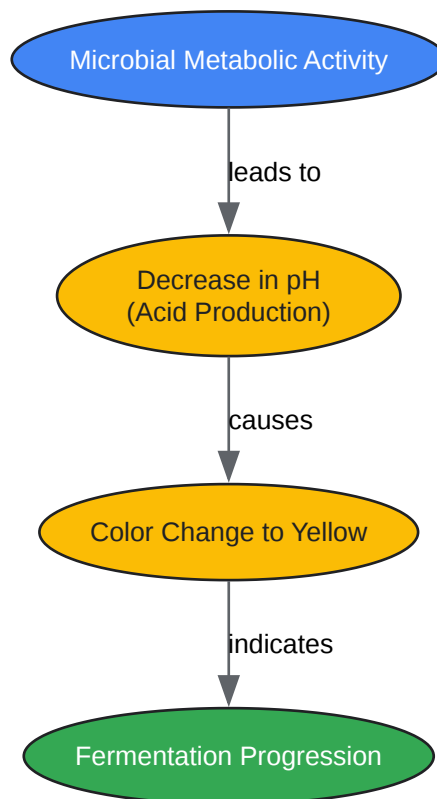 Microbial Metabolic Activity
leads to
Decrease in pH
(Acid Production)
causes
Color Change to Yellow
indicates
Fermentation Progression